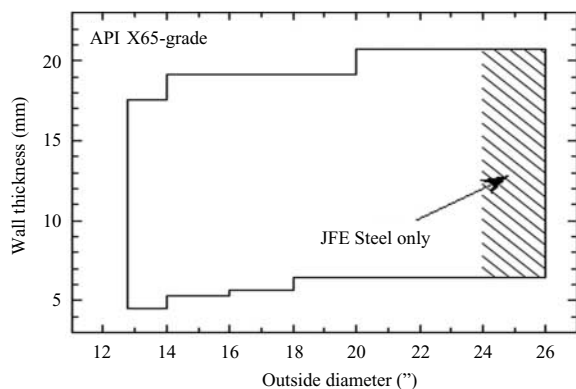 API X65-grade
Wall thickness (mm)
20
15
10
5
JFE Steel only
12 14 16 18 20 22 24 26
Outside diameter (”)